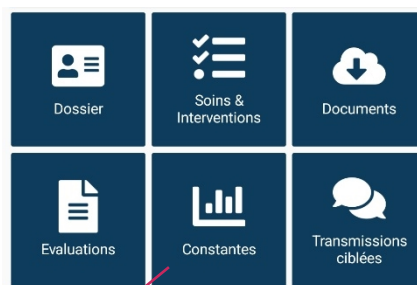 Dossier
Soins &
Interventions
Documents
Evaluations
Constantes
Transmissions
ciblées